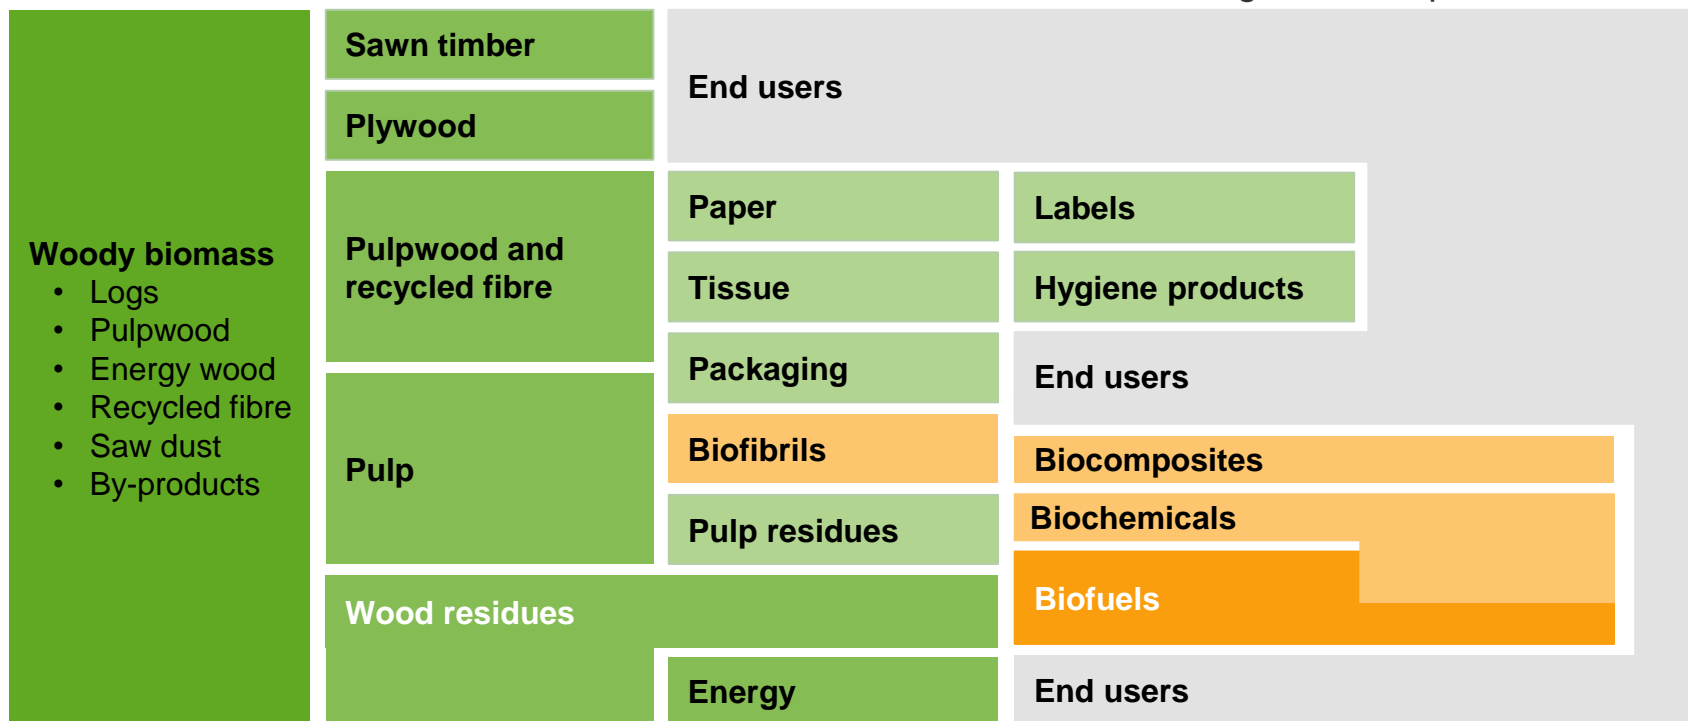 Woody biomass
• Logs
• Pulpwood
• Energy wood
• Recycled fibre
• Saw dust
• By-products
Sawn timber
Plywood
End users
Pulpwood and
recycled fibre
Paper
Labels
Tissue
Hygiene products
Packaging
End users
Pulp
Biofibrils
Biocomposites
Pulp residues
Biochemicals
Wood residues
Biofuels
Energy
End users